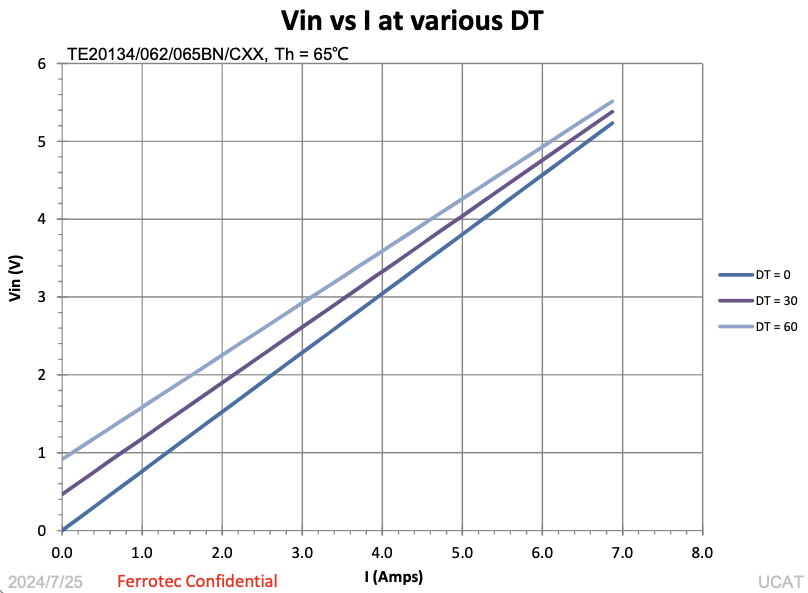 Vin vs I at various DT
TE20134/062/065BN/CXX, Th = 65℃
6
5
4
3
2
1
0
Vin (V)
0.0 1.0 2.0 3.0 4.0 5.0 6.0 7.0 8.0
I (Amps)
DT = 0
DT = 30
DT = 60
2024/7/25 Ferrotec Confidential UCAT